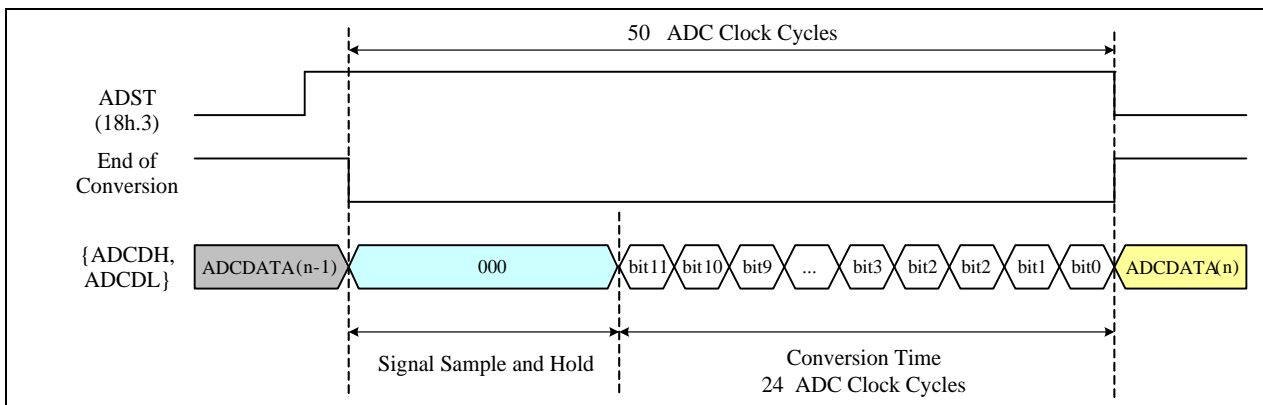 50 ADC Clock Cycles
ADST
(18h.3)
End of
Conversion
{ADCDH,
ADCDL}
ADCDATA(n-1)
000
bit11
bit10
bit9
...
bit3
bit2
bit2
bit1
bit0
ADCDATA(n)
Signal Sample and Hold
Conversion Time
24 ADC Clock Cycles